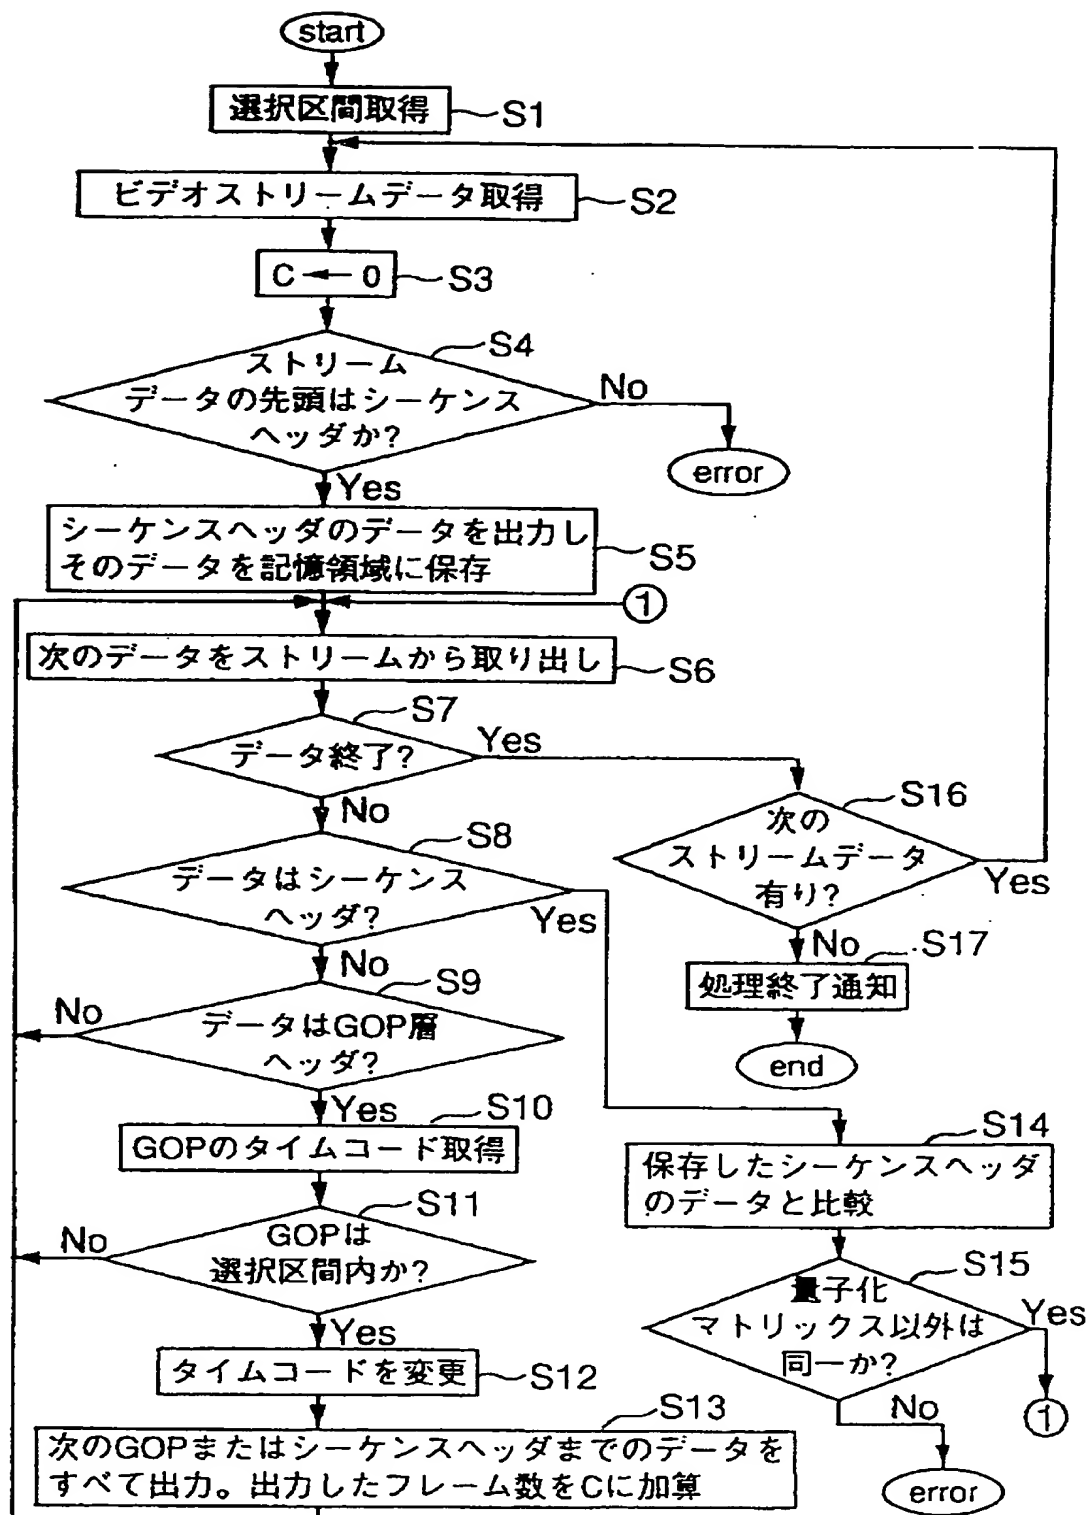 start
選択区間取得
S1
ビデオストリームデータ取得
S2
C ← 0
S3
S4
ストリーム
データの先頭はシーケンス
ヘッダか?
No
error
Yes
シーケンスヘッダのデータを出力し
そのデータを記憶領域に保存
S5
1
次のデータをストリームから取り出し
S6
S7
データ終了?
Yes
No
S16
次の
ストリームデータ
有り?
Yes
No
S8
データはシーケンス
ヘッダ?
Yes
No
S17
処理終了通知
end
S9
データはGOP層
ヘッダ?
No
Yes
S10
GOPのタイムコード取得
S14
保存したシーケンスヘッダ
のデータと比較
S11
GOPは
選択区間内か?
No
Yes
S15
量子化
マトリックス以外は
同一か?
Yes
No
1
error
タイムコードを変更
S12
S13
次のGOPまたはシーケンスヘッダまでのデータを
すべて出力。出力したフレーム数をCに加算